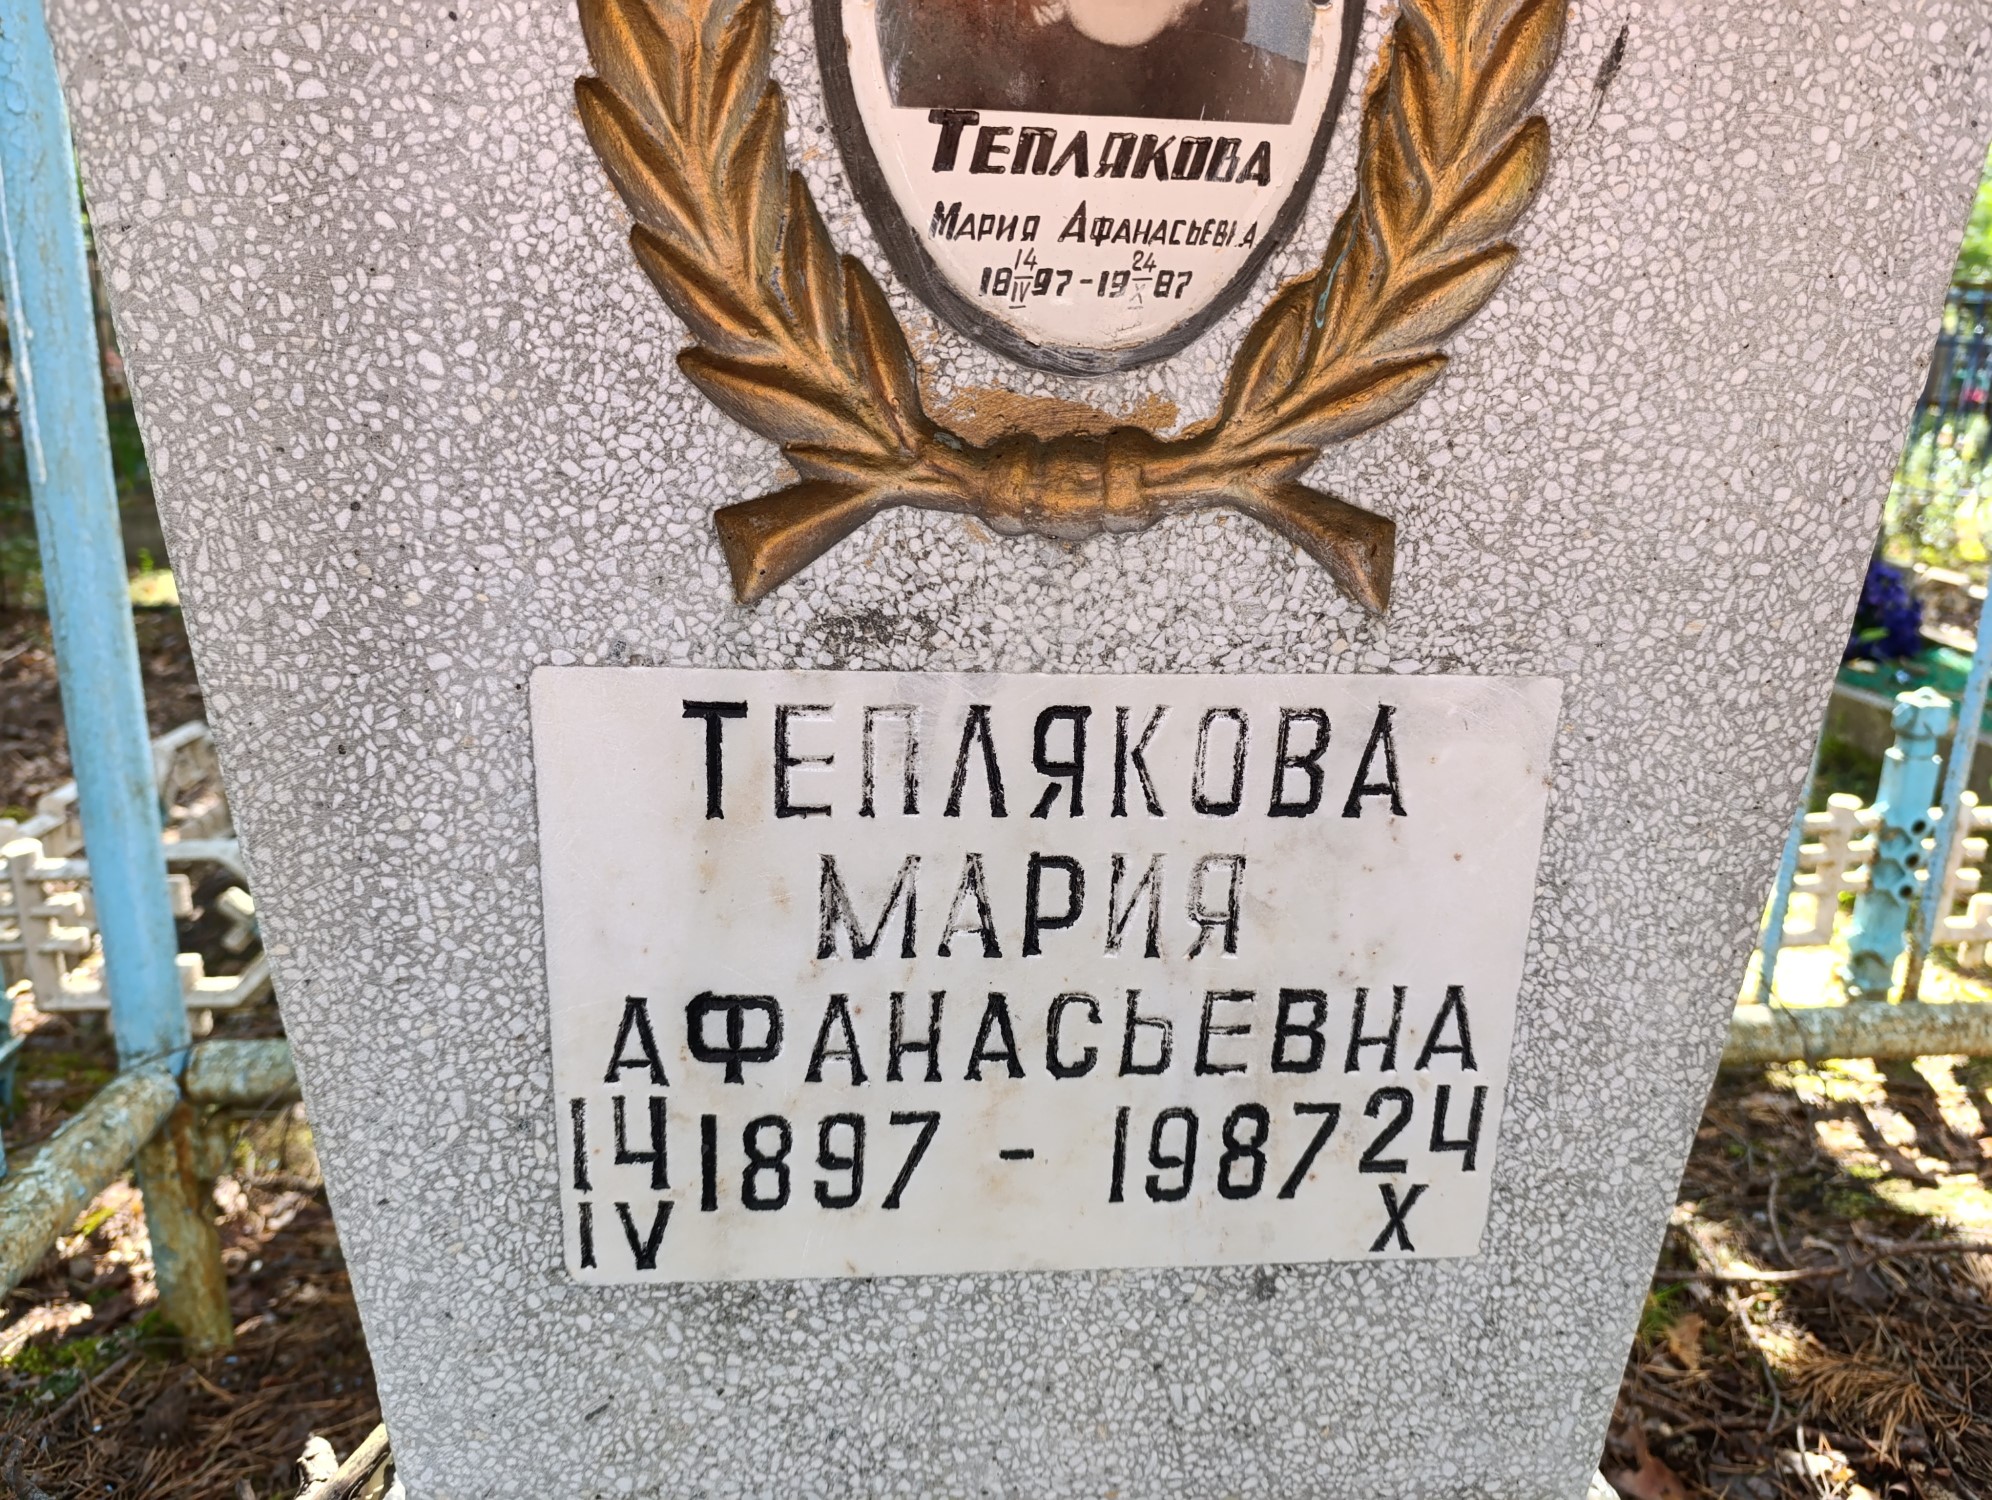 ТЕПЛЯКОВА
МАРИЯ АФАНАСЬЕВНА
18 14/IV 97 - 19 24/X 87
ТЕПЛЯКОВА
МАРИЯ
АФАНАСЬЕВНА
14/IV 1897 - 1987 24/X